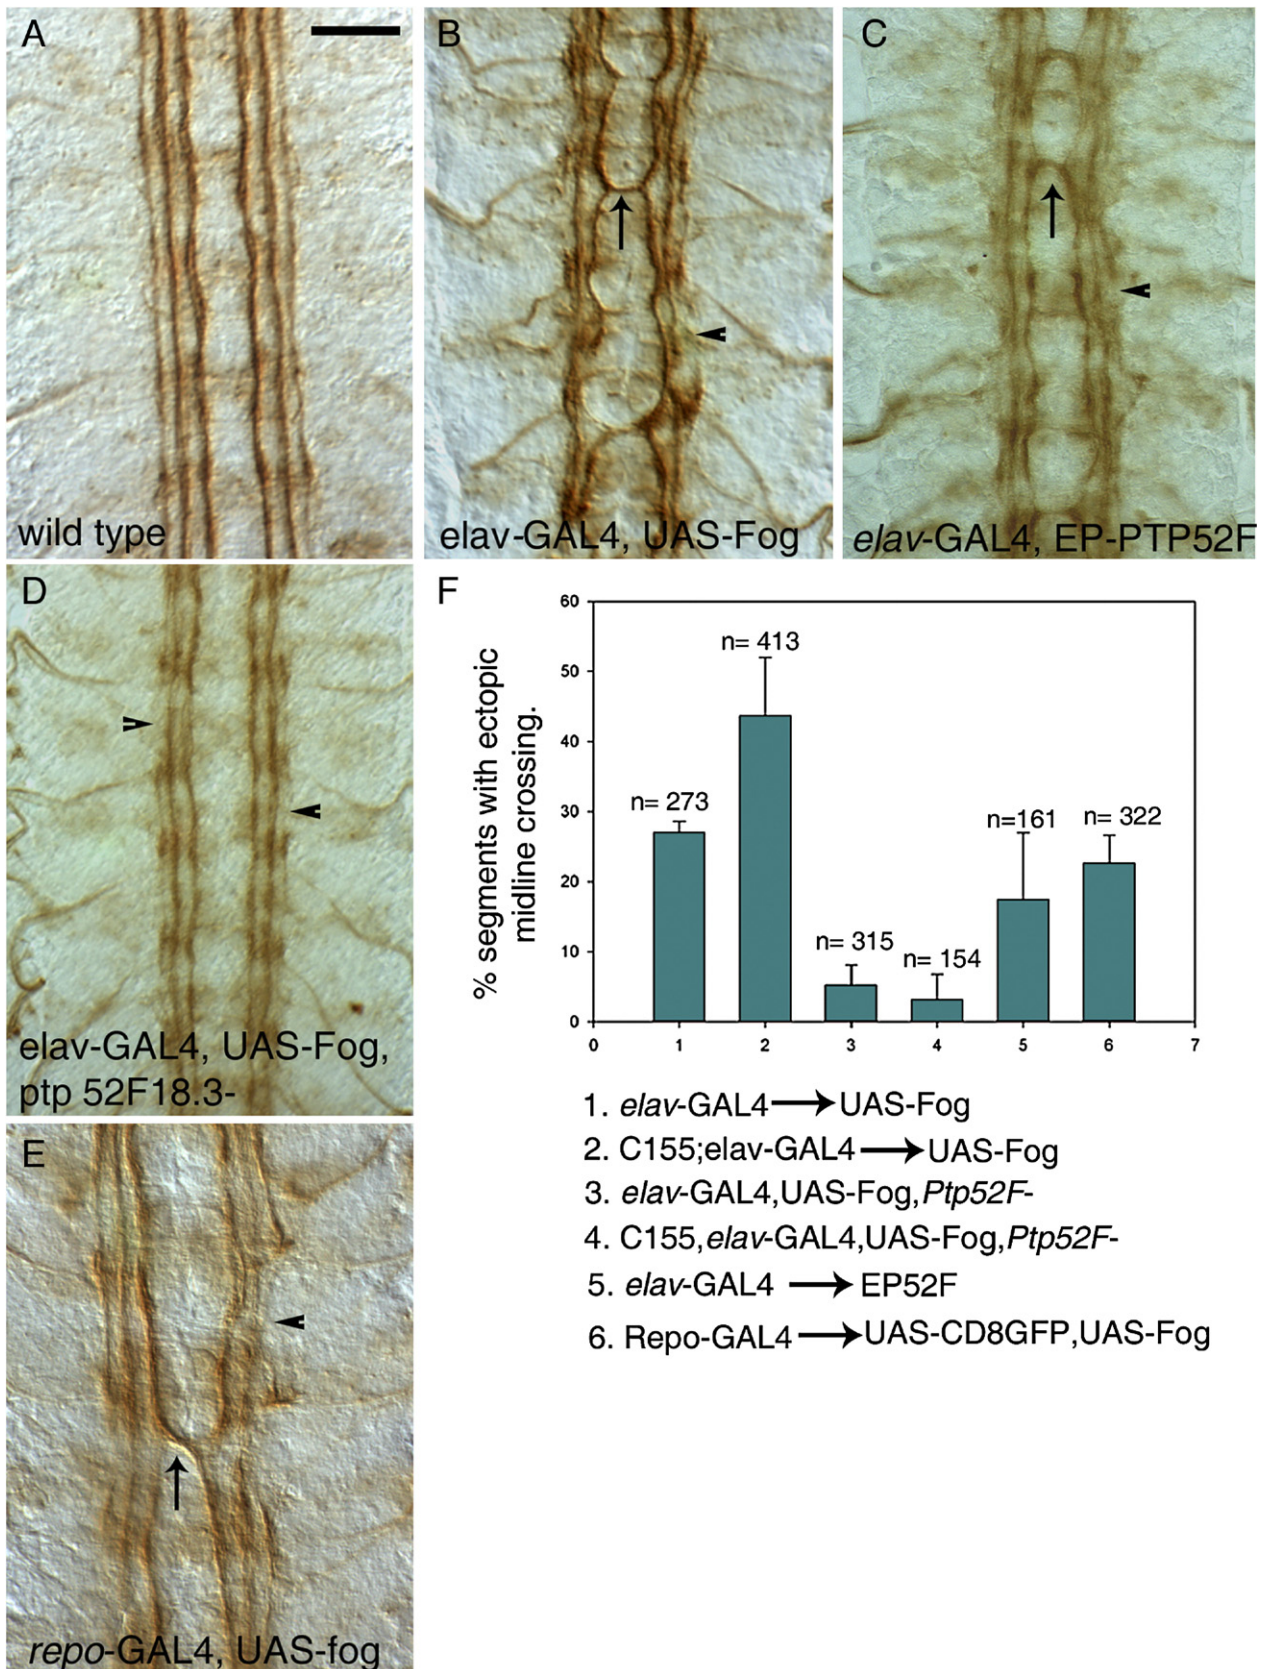 A
B
C
wild type
elav-GAL4, UAS-Fog
elav-GAL4, EP-PTP52F
D
elav-GAL4, UAS-Fog,
ptp 52F18.3-
E
repo-GAL4, UAS-fog
F
% segments with ectopic
midline crossing.
60
50
40
30
20
10
0
n= 273
n= 413
n= 315
n= 154
n=161
n= 322
0 1 2 3 4 5 6 7
1. elav-GAL4→UAS-Fog
2. C155;elav-GAL4→UAS-Fog
3. elav-GAL4,UAS-Fog,Ptp52F-
4. C155,elav-GAL4,UAS-Fog,Ptp52F-
5. elav-GAL4 →EP52F
6. Repo-GAL4→UAS-CD8GFP,UAS-Fog